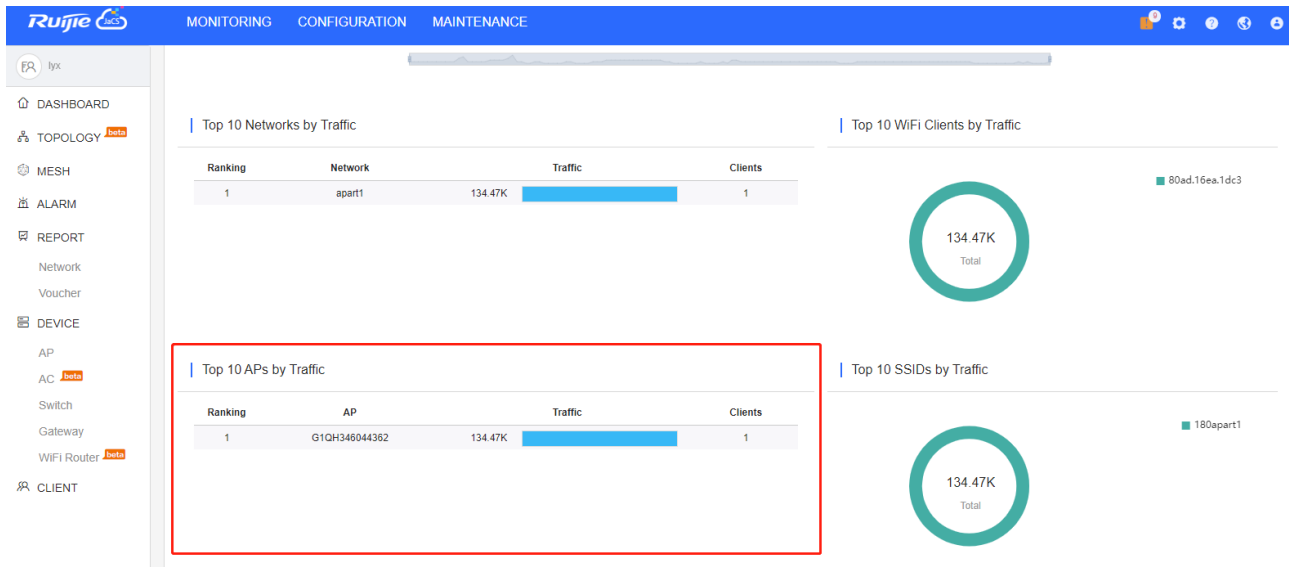 Ruijie JaCS MONITORING CONFIGURATION MAINTENANCE 9
lyx
DASHBOARD
TOPOLOGY beta
MESH
ALARM
REPORT
Network
Voucher
DEVICE
AP
AC beta
Switch
Gateway
WiFi Router beta
CLIENT
Top 10 Networks by Traffic
Ranking Network Traffic Clients
1 apart1 134.47K 1
Top 10 WiFi Clients by Traffic
80ad.16ea.1dc3
134.47K
Total
Top 10 APs by Traffic
Ranking AP Traffic Clients
1 G1QH346044362 134.47K 1
Top 10 SSIDs by Traffic
180apart1
134.47K
Total